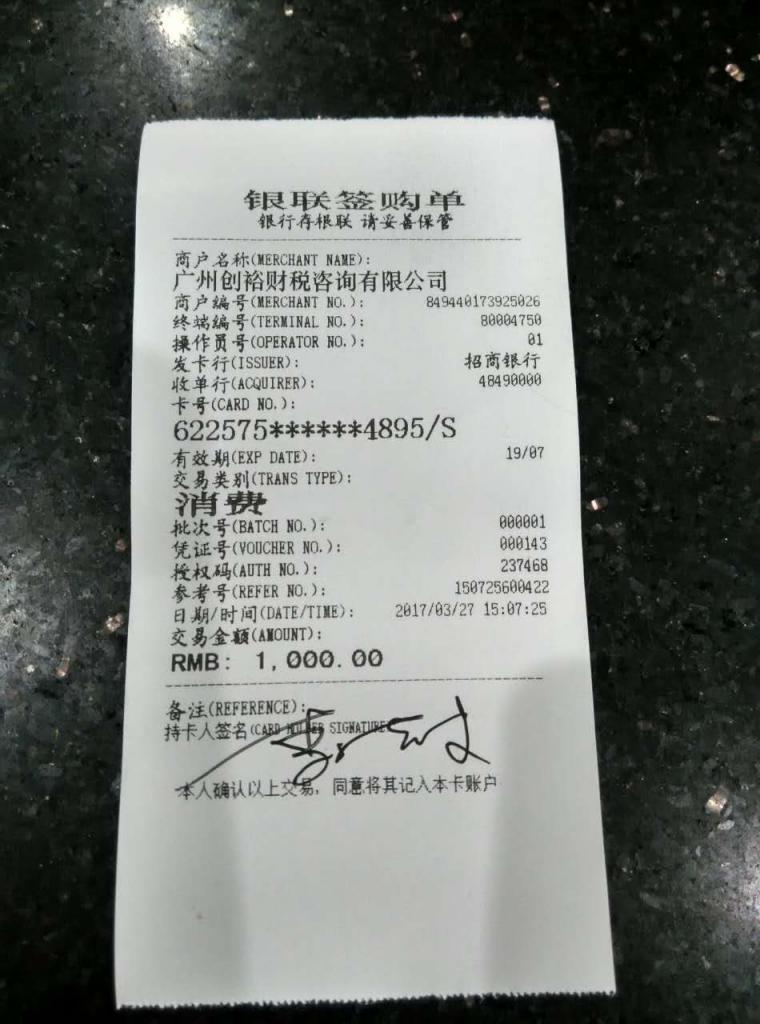 银联签购单
银行存根联 请妥善保管
商户名称(MERCHANT NAME):
广州创裕财税咨询有限公司
商户编号(MERCHANT NO.): 849440173925026
终端编号(TERMINAL NO.): 80004750
操作员号(OPERATOR NO.): 01
发卡行(ISSUER): 招商银行
收单行(ACQUIRER): 48490000
卡号(CARD NO.):
622575******4895/S
有效期(EXP DATE): 19/07
交易类别(TRANS TYPE):
消费
批次号(BATCH NO.): 000001
凭证号(VOUCHER NO.): 000143
授权码(AUTH NO.): 237468
参考号(REFER NO.): 150725600422
日期/时间(DATE/TIME): 2017/03/27 15:07:25
交易金额(AMOUNT):
RMB: 1,000.00
备注(REFERENCE):
持卡人签名(CARD HOLDER SIGNATURE)
本人确认以上交易, 同意将其记入本卡账户